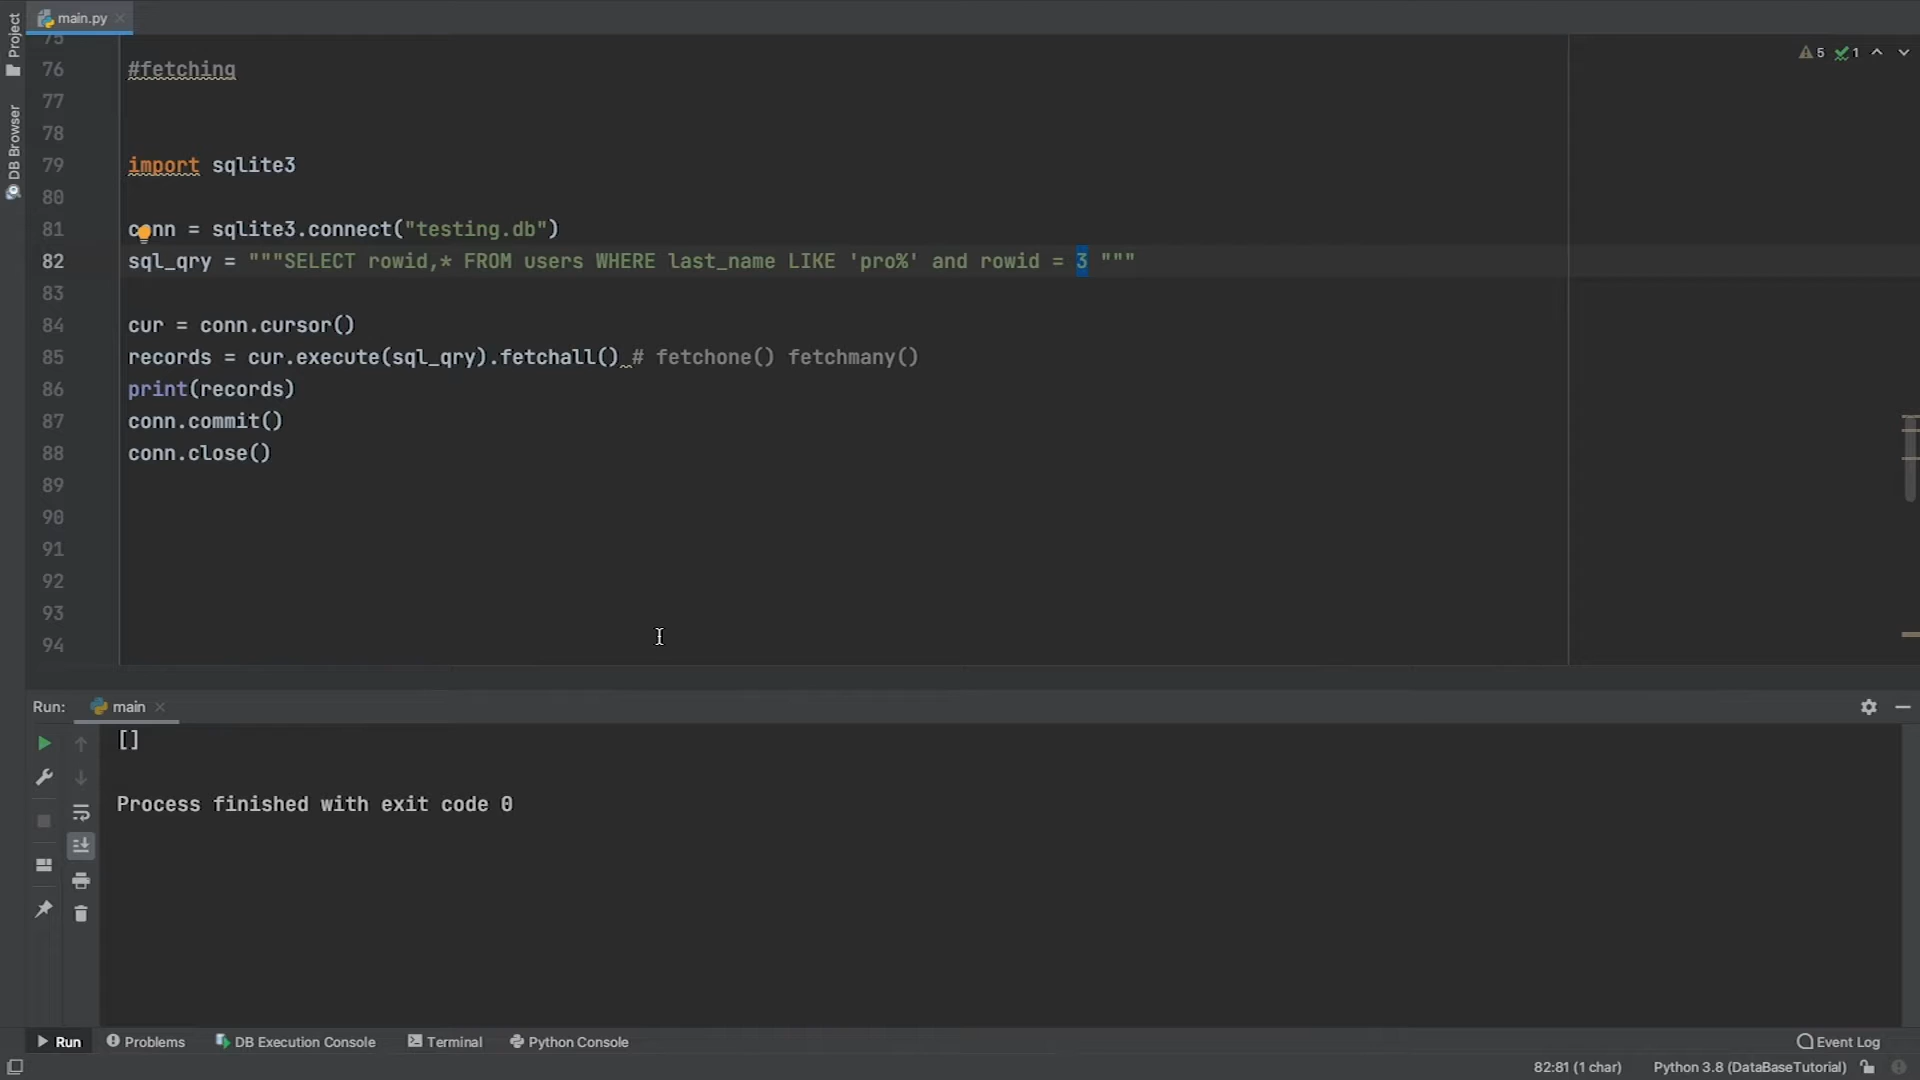 main.py
Project
DB Browser
75
76 #fetching
77
78
79 import sqlite3
80
81 conn = sqlite3.connect("testing.db")
82 sql_qry = """SELECT rowid,* FROM users WHERE last_name LIKE 'pro%' and rowid = 3 """
83
84 cur = conn.cursor()
85 records = cur.execute(sql_qry).fetchall() # fetchone() fetchmany()
86 print(records)
87 conn.commit()
88 conn.close()
89
90
91
92
93
94
5 1
Run: main
[]
Process finished with exit code 0
Run Problems DB Execution Console Terminal Python Console Event Log
82:81 (1 char) Python 3.8 (DataBaseTutorial)